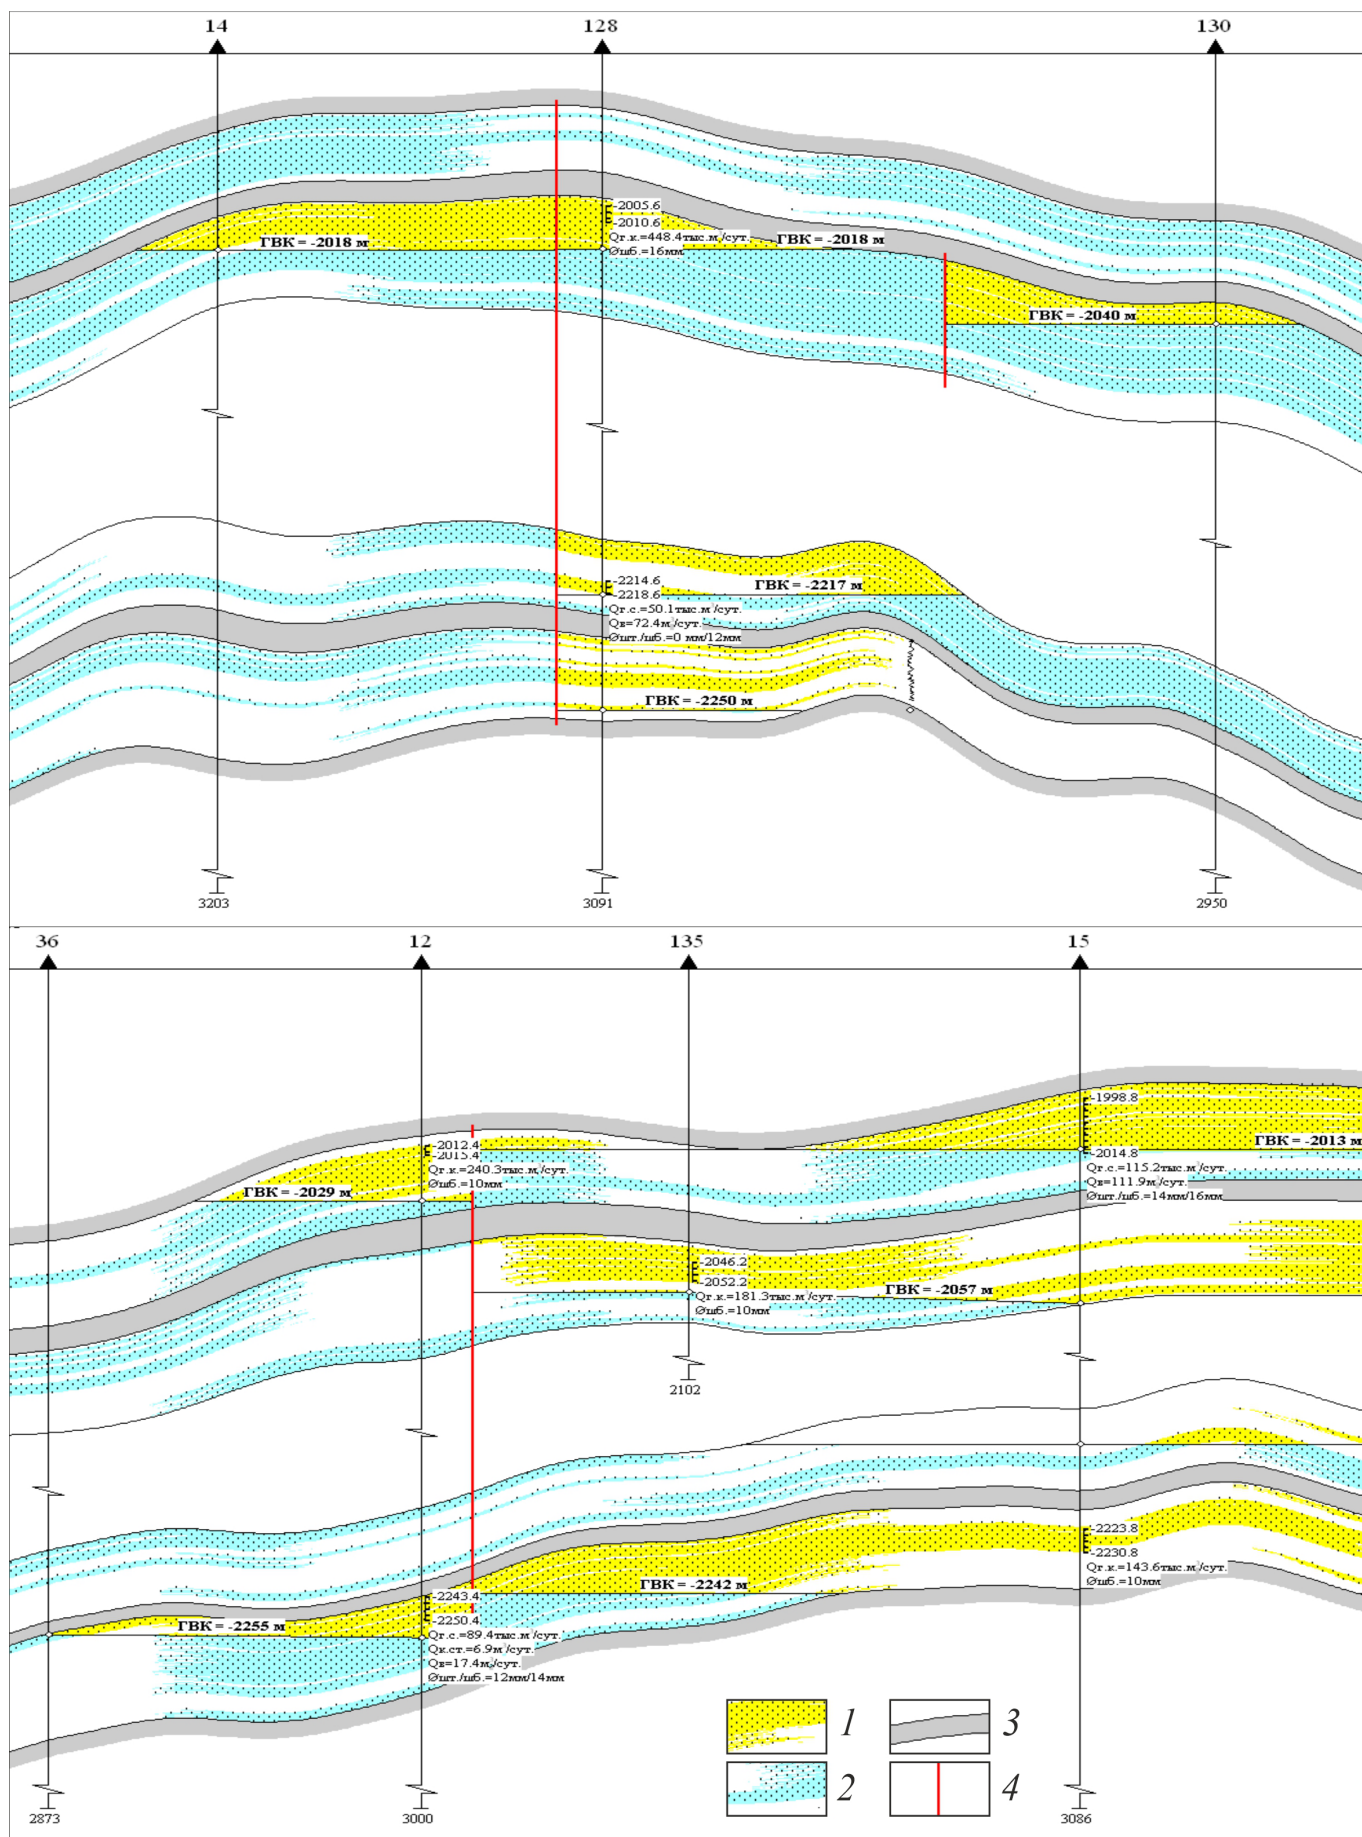 14
128
130
-2005.6
-2010.6
Qг.к.=448.4тыс.м³/сут.
Øшб.=16мм
ГВК = -2018 м
ГВК = -2018 м
ГВК = -2040 м
-2214.6
-2218.6
Qг.с.=50.1тыс.м³/сут.
Qв=72.4м³/сут.
Øшт./шб.=0 мм/12мм
ГВК = -2217 м
ГВК = -2250 м
3203
3091
2950
36
12
135
15
-1998.8
-2014.8
Qг.с.=115.2тыс.м³/сут.
Qв=111.9м³/сут.
Øшт./шб.=14мм/16мм
ГВК = -2013 м
-2012.4
-2015.4
Qг.к.=240.3тыс.м³/сут.
Øшб.=10мм
ГВК = -2029 м
-2046.2
-2052.2
Qг.к.=181.3тыс.м³/сут.
Øшб.=10мм
ГВК = -2057 м
2102
-2223.8
-2230.8
Qг.к.=143.6тыс.м³/сут.
Øшб.=10мм
ГВК = -2242 м
-2243.4
-2250.4
Qг.с.=89.4тыс.м³/сут.
Qк.ст.=6.9м³/сут.
Qв=17.4м³/сут.
Øшт./шб.=12мм/14мм
ГВК = -2255 м
1
3
2
4
2873
3000
3086